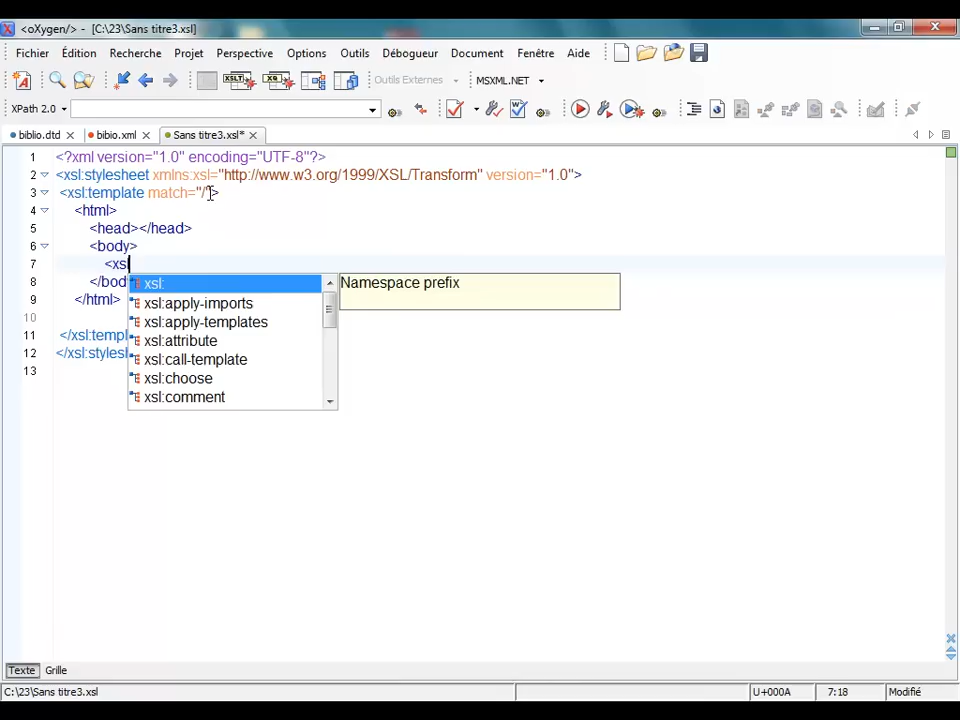 <oXygen/> - [C:\23\Sans titre3.xsl]
Fichier Édition Recherche Projet Perspective Options Outils Débogueur Document Fenêtre Aide
XSLT XQ Outils Externes MSXML.NET
XPath 2.0
biblio.dtd bibio.xml Sans titre3.xsl*
1 <?xml version="1.0" encoding="UTF-8"?>
2 <xsl:stylesheet xmlns:xsl="http://www.w3.org/1999/XSL/Transform" version="1.0">
3 <xsl:template match="/">
4 <html>
5 <head></head>
6 <body>
7 <xsl
8 </bod
9 </html>
10
11 </xsl:templ
12 </xsl:stylesh
13
xsl:
xsl:apply-imports
xsl:apply-templates
xsl:attribute
xsl:call-template
xsl:choose
xsl:comment
Namespace prefix
Texte Grille
C:\23\Sans titre3.xsl U+000A 7:18 Modifié